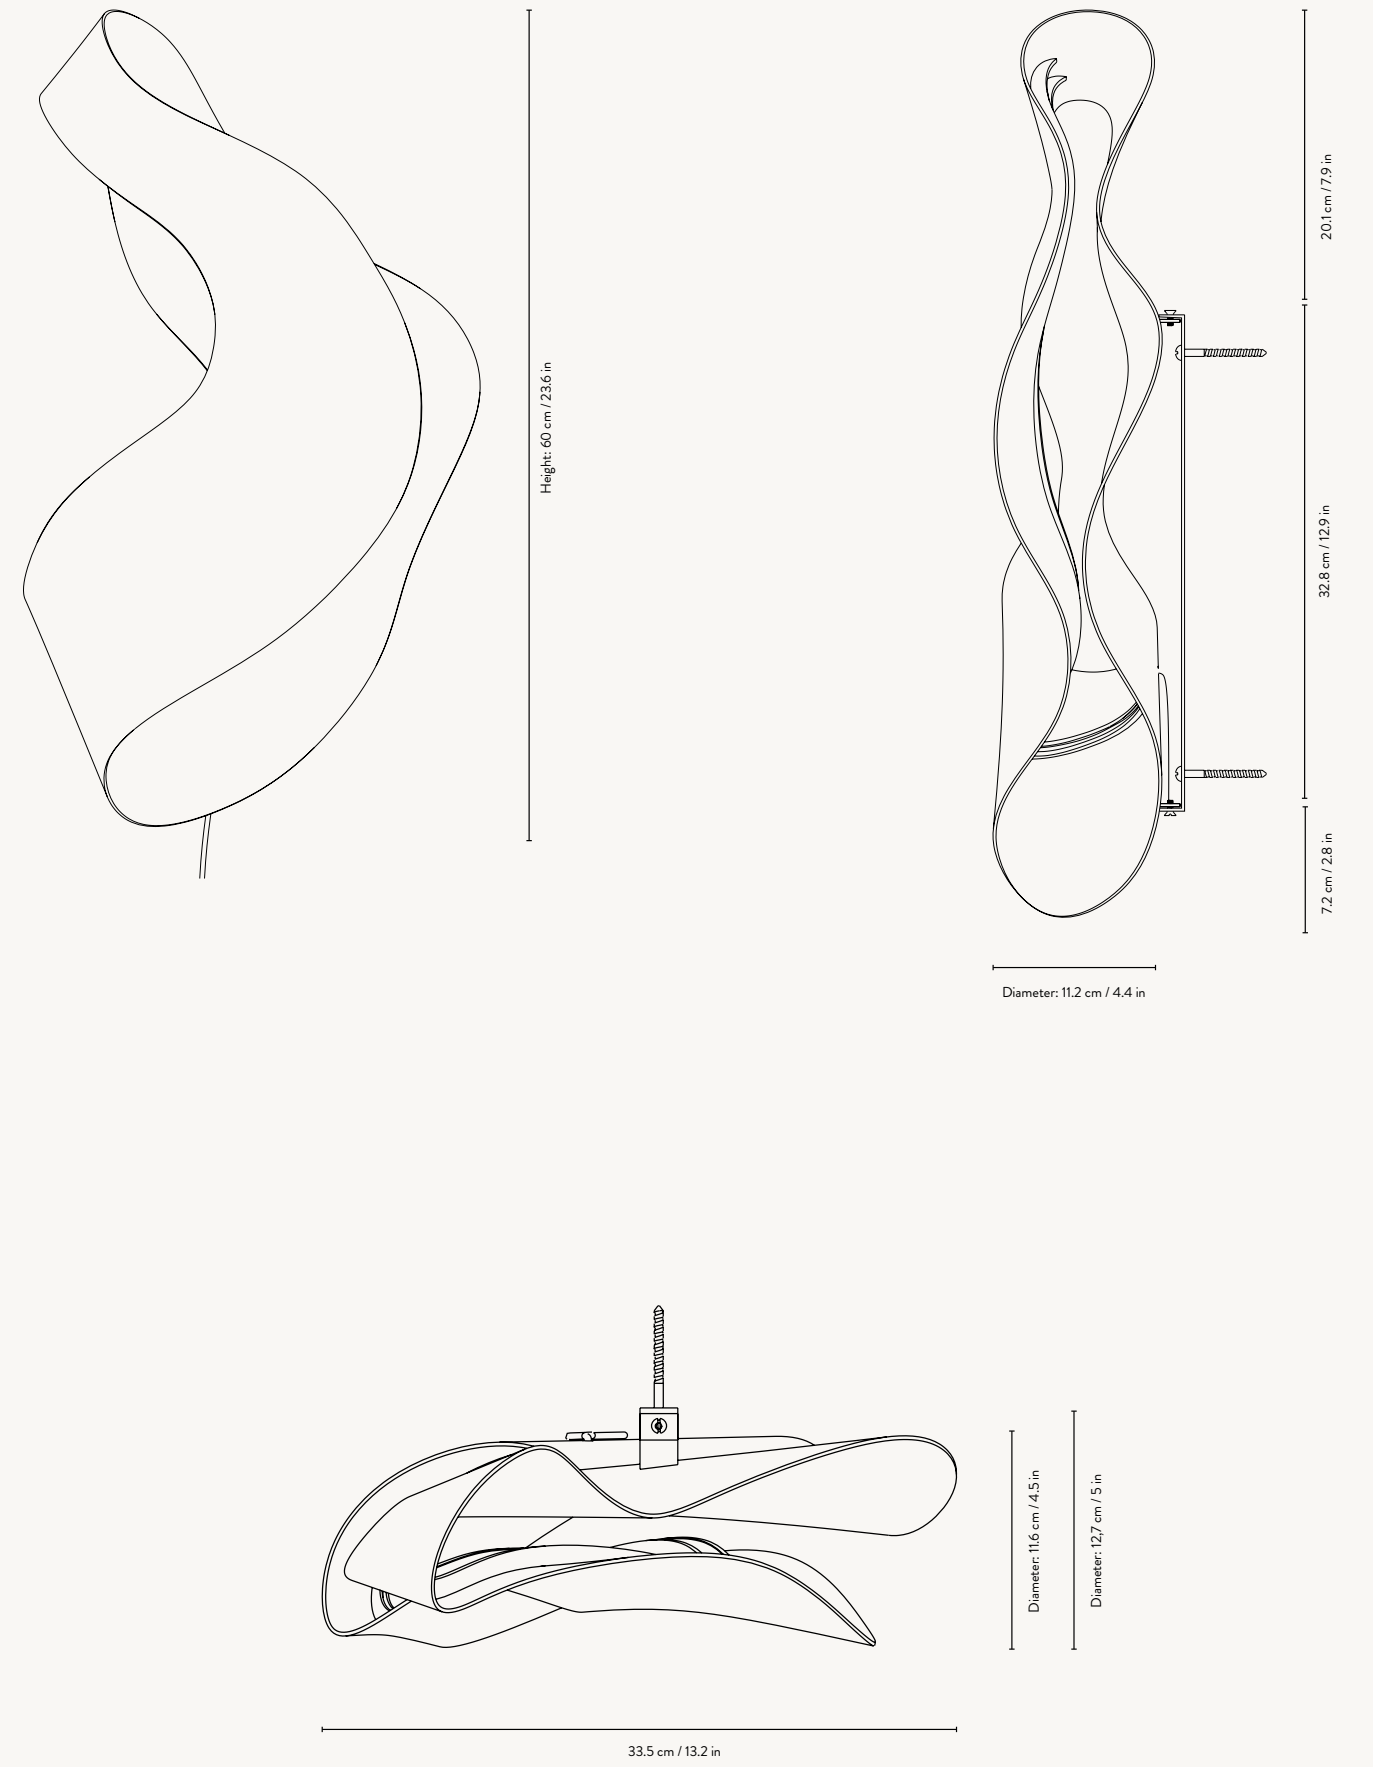 Height: 60 cm / 23.6 in
20.1 cm / 7.9 in
32.8 cm / 12.9 in
7.2 cm / 2.8 in
Diameter: 11.2 cm / 4.4 in
Diameter: 11.6 cm / 4.5 in
Diameter: 12,7 cm / 5 in
33.5 cm / 13.2 in